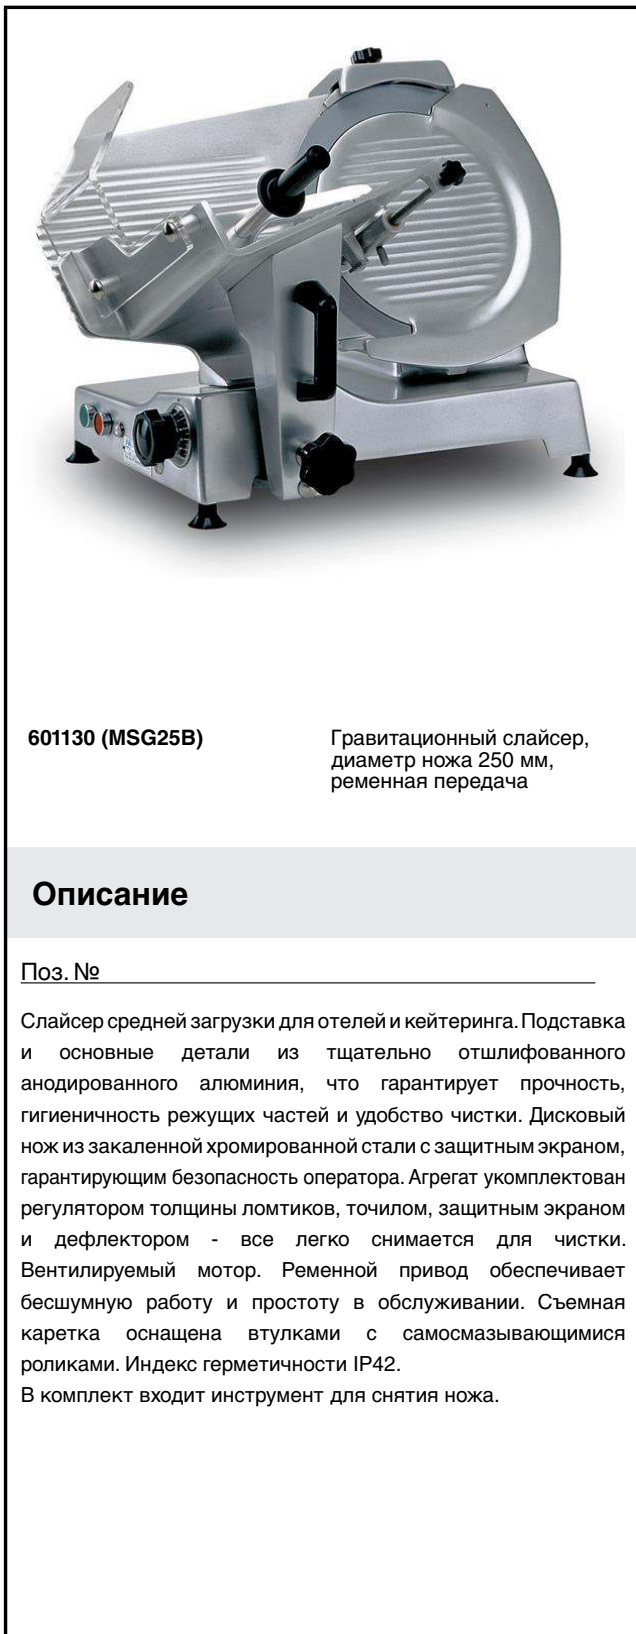 601130 (MSG25B)
Гравитационный слайсер,
диаметр ножа 250 мм,
ременная передача
Описание
Поз. №
Слайсер средней загрузки для отелей и кейтеринга. Подставка
и основные детали из тщательно отшлифованного
анодированного алюминия, что гарантирует прочность,
гигиеничность режущих частей и удобство чистки. Дисковый
нож из закаленной хромированной стали с защитным экраном,
гарантирующим безопасность оператора. Агрегат укомплектован
регулятором толщины ломтиков, точилом, защитным экраном
и дефлектором - все легко снимается для чистки.
Вентилируемый мотор. Ременной привод обеспечивает
бесшумную работу и простоту в обслуживании. Съемная
каретка оснащена втулками с самосмазывающимися
роликами. Индекс герметичности IP42.
В комплект входит инструмент для снятия ножа.